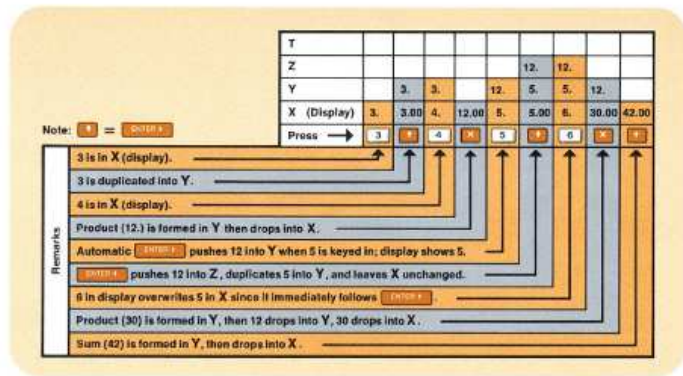 T
Z 12. 12.
Y 3. 3. 12. 5. 5. 12.
X (Display) 3. 3.00 4. 12.00 5. 5.00 6. 30.00 42.00
Note: ↑ = ENTER ↑
Press → 3 ↑ 4 × 5 ↑ 6 × +
Remarks
3 is in X (display).
3 is duplicated into Y.
4 is in X (display).
Product (12.) is formed in Y then drops into X.
Automatic ENTER ↑ pushes 12 into Y when 5 is keyed in; display shows 5.
ENTER ↑ pushes 12 into Z, duplicates 5 into Y, and leaves X unchanged.
6 in display overwrites 5 in X since it immediately follows ENTER ↑ .
Product (30) is formed in Y, then 12 drops into Y, 30 drops into X.
Sum (42) is formed in Y, then drops into X.